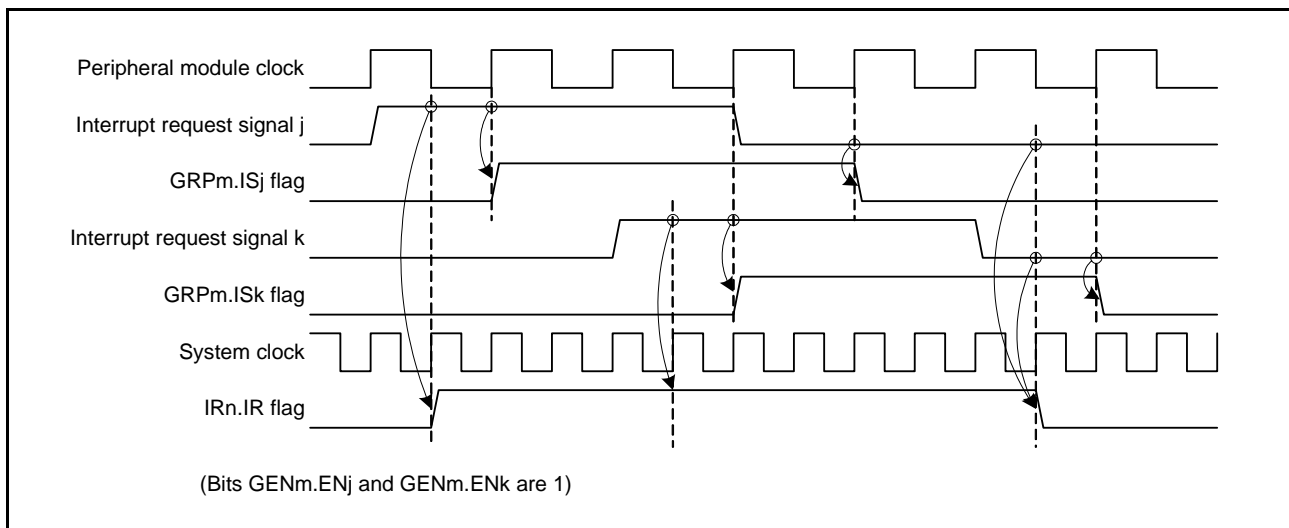 Peripheral module clock
Interrupt request signal j
GRPm.ISj flag
Interrupt request signal k
GRPm.ISk flag
System clock
IRn.IR flag
(Bits GENm.ENj and GENm.ENk are 1)